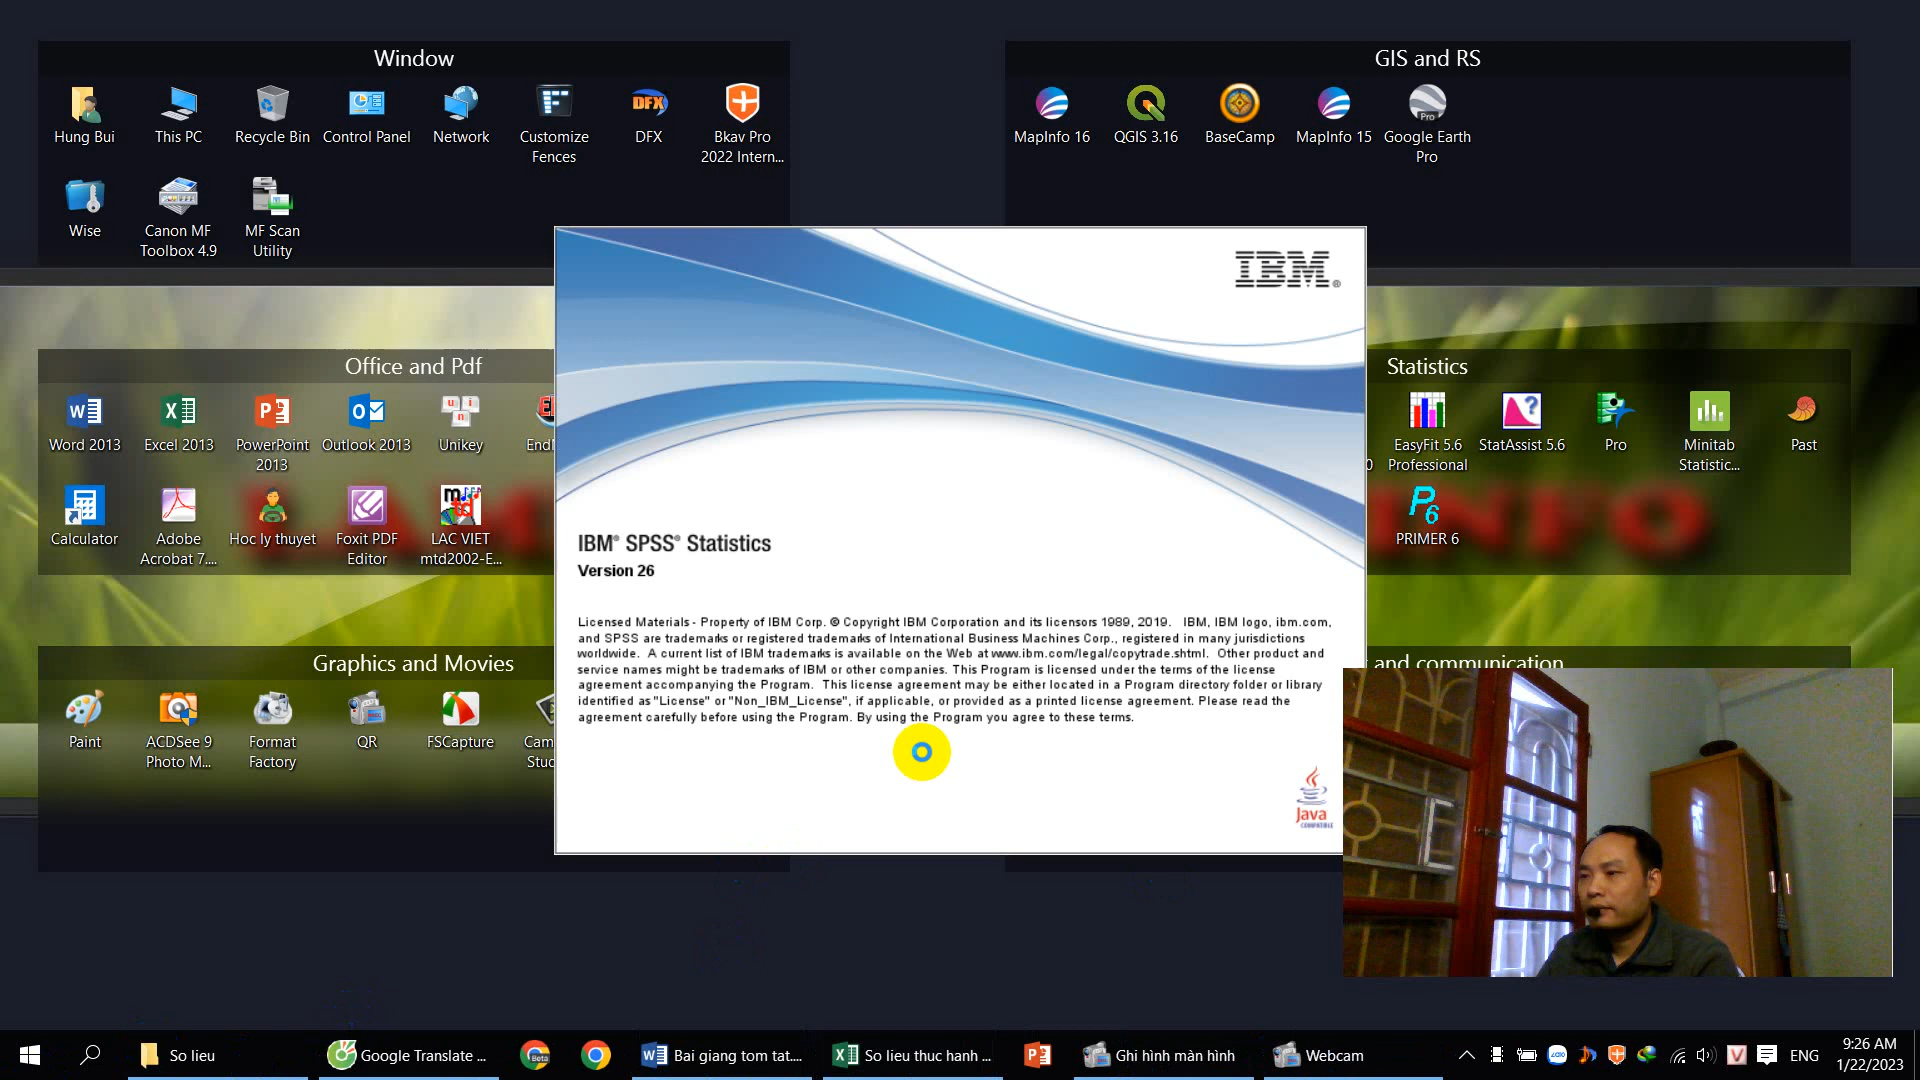 Window
Hung Bui
This PC
Recycle Bin
Control Panel
Network
Customize
Fences
DFX
DFX
Bkav Pro
2022 Intern...
Wise
Canon MF
Toolbox 4.9
MF Scan
Utility
GIS and RS
MapInfo 16
QGIS 3.16
BaseCamp
MapInfo 15
Pro
Google Earth
Pro
IBM®
IBM® SPSS® Statistics
Version 26
Licensed Materials - Property of IBM Corp. © Copyright IBM Corporation and its licensors 1989, 2019. IBM, IBM logo, ibm.com,
and SPSS are trademarks or registered trademarks of International Business Machines Corp., registered in many jurisdictions
worldwide. A current list of IBM trademarks is available on the Web at www.ibm.com/legal/copytrade.shtml. Other product and
service names might be trademarks of IBM or other companies. This Program is licensed under the terms of the license
agreement accompanying the Program. This license agreement may be either located in a Program directory folder or library
identified as "License" or "Non_IBM_License", if applicable, or provided as a printed license agreement. Please read the
agreement carefully before using the Program. By using the Program you agree to these terms.
Java
COMPATIBLE
Office and Pdf
Word 2013
Excel 2013
PowerPoint
2013
Outlook 2013
Unikey
Calculator
Adobe
Acrobat 7....
Hoc ly thuyet
Foxit PDF
Editor
LAC VIET
mtd2002-E...
Statistics
EasyFit 5.6
Professional
StatAssist 5.6
Pro
Minitab
Statistic...
Past
P6
PRIMER 6
INFO
Graphics and Movies
Paint
ACDSee 9
Photo M...
Format
Factory
QR
FSCapture
and communication
So lieu
Google Translate ...
Beta
Bai giang tom tat....
So lieu thuc hanh ...
Ghi hình màn hình
Webcam
ENG
9:26 AM
1/22/2023